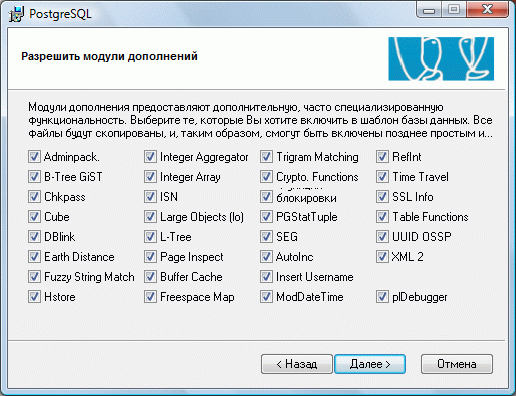 PostgreSQL
Разрешить модули дополнений
Модули дополнения предоставляют дополнительную, часто специализированную
функциональность. Выберите те, которые Вы хотите включить в шаблон базы данных. Все
файлы будут скопированы, и, таким образом, смогут быть включены позднее простым и...
Adminpack. Integer Aggregator Trigram Matching RefInt
B-Tree GiST Integer Array Crypto. Functions Time Travel
Chkpass ISN блокировки SSL Info
Cube Large Objects (lo) PGStatTuple Table Functions
DBlink L-Tree SEG UUID OSSP
Earth Distance Page Inspect AutoInc XML 2
Fuzzy String Match Buffer Cache Insert Username
Hstore Freespace Map ModDateTime plDebugger
< Назад Далее > Отмена